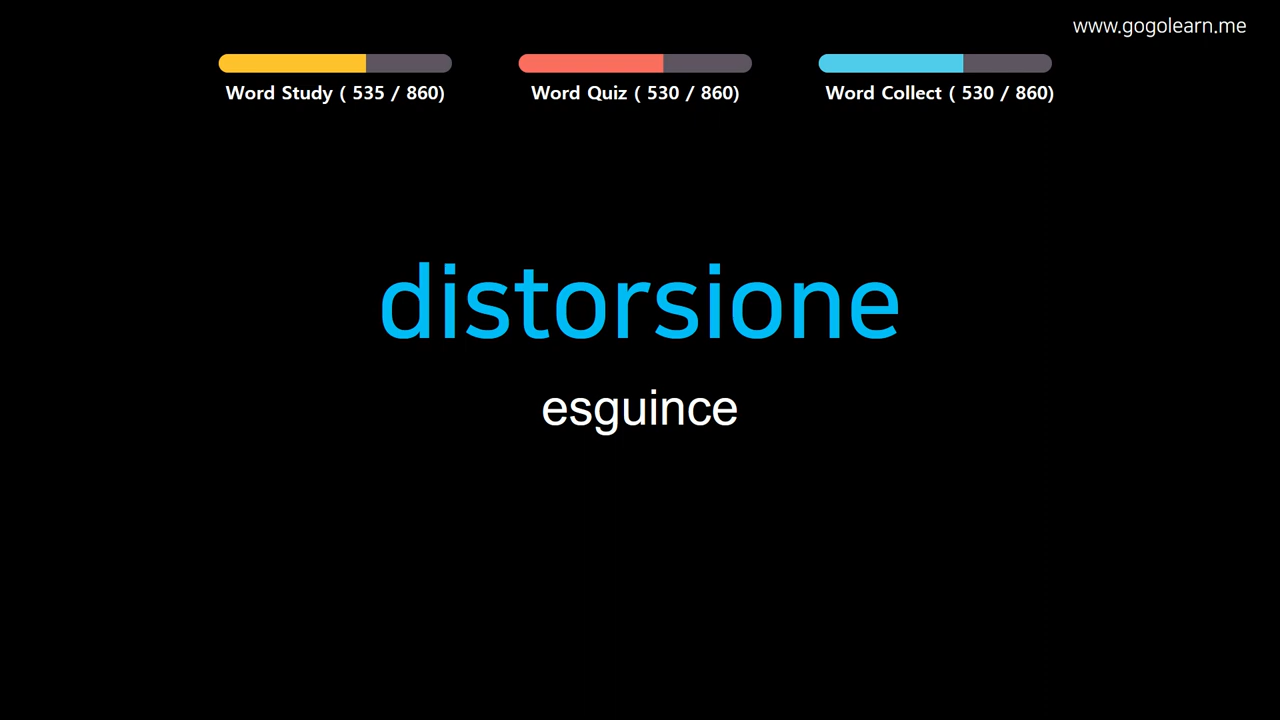 www.gogolearn.me
Word Study ( 535 / 860)
Word Quiz ( 530 / 860)
Word Collect ( 530 / 860)
distorsione
esguince